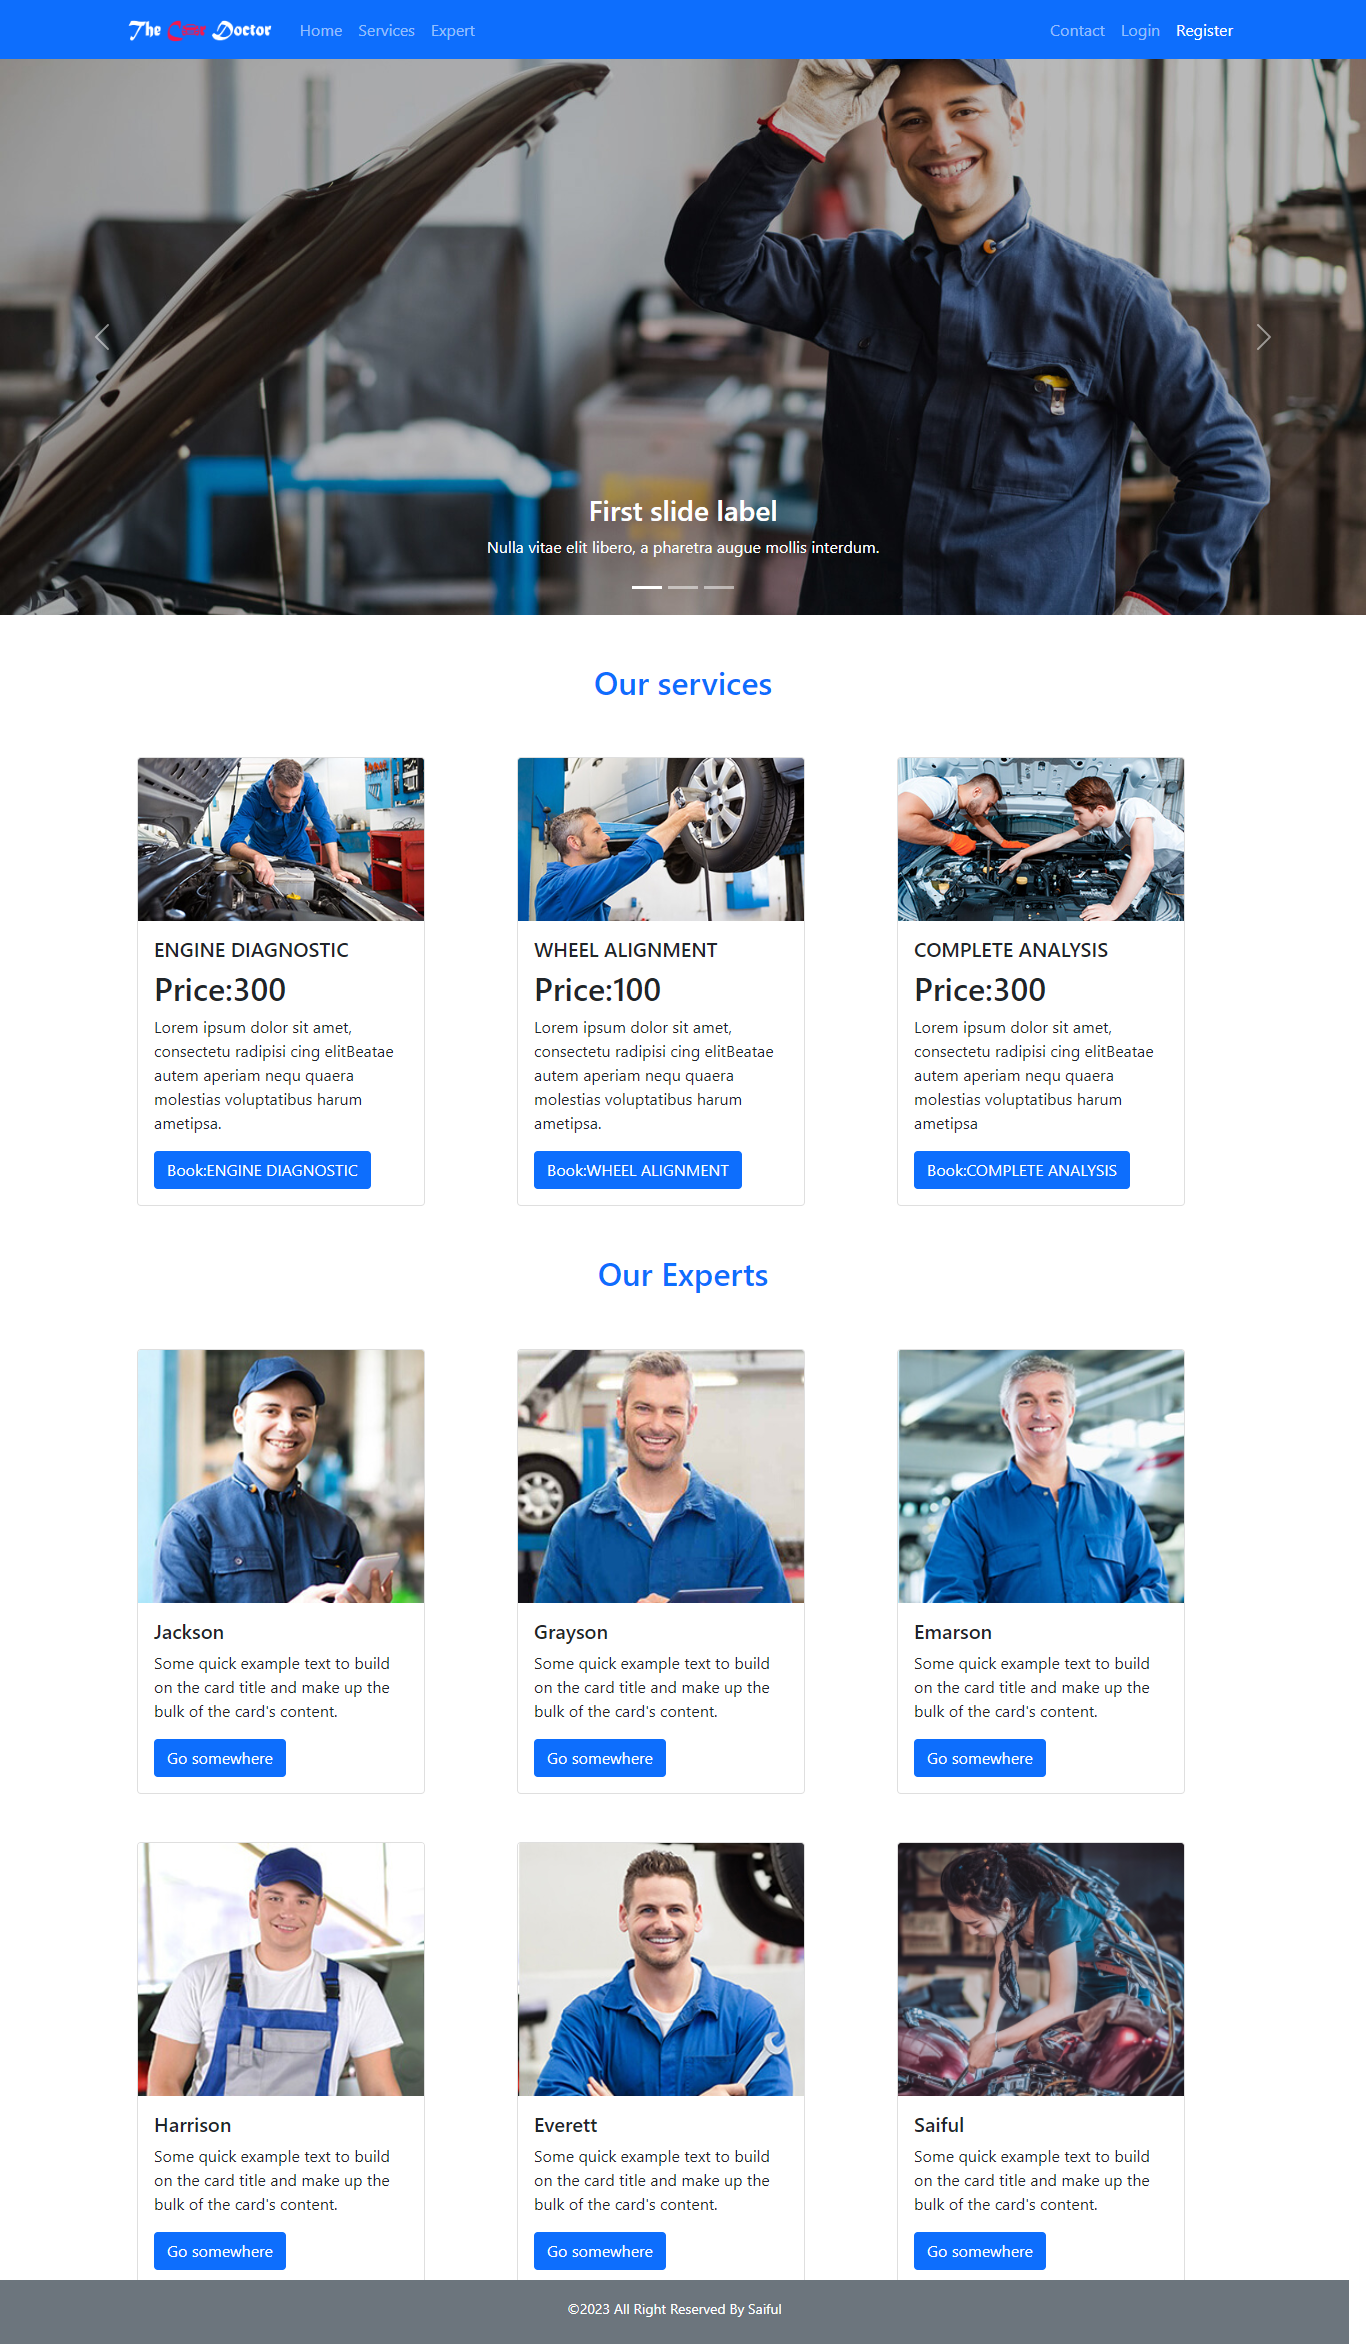 The Doctor
Home Services Expert
Contact Login Register
First slide label
Nulla vitae elit libero, a pharetra augue mollis interdum.
Our services
ENGINE DIAGNOSTIC
Price:300
Lorem ipsum dolor sit amet,
consectetu radipisi cing elitBeatae
autem aperiam nequ quaera
molestias voluptatibus harum
ametipsa.
Book:ENGINE DIAGNOSTIC
WHEEL ALIGNMENT
Price:100
Lorem ipsum dolor sit amet,
consectetu radipisi cing elitBeatae
autem aperiam nequ quaera
molestias voluptatibus harum
ametipsa.
Book:WHEEL ALIGNMENT
COMPLETE ANALYSIS
Price:300
Lorem ipsum dolor sit amet,
consectetu radipisi cing elitBeatae
autem aperiam nequ quaera
molestias voluptatibus harum
ametipsa
Book:COMPLETE ANALYSIS
Our Experts
Jackson
Some quick example text to build
on the card title and make up the
bulk of the card's content.
Go somewhere
Grayson
Some quick example text to build
on the card title and make up the
bulk of the card's content.
Go somewhere
Emarson
Some quick example text to build
on the card title and make up the
bulk of the card's content.
Go somewhere
Harrison
Some quick example text to build
on the card title and make up the
bulk of the card's content.
Go somewhere
Everett
Some quick example text to build
on the card title and make up the
bulk of the card's content.
Go somewhere
Saiful
Some quick example text to build
on the card title and make up the
bulk of the card's content.
Go somewhere
©2023 All Right Reserved By Saiful